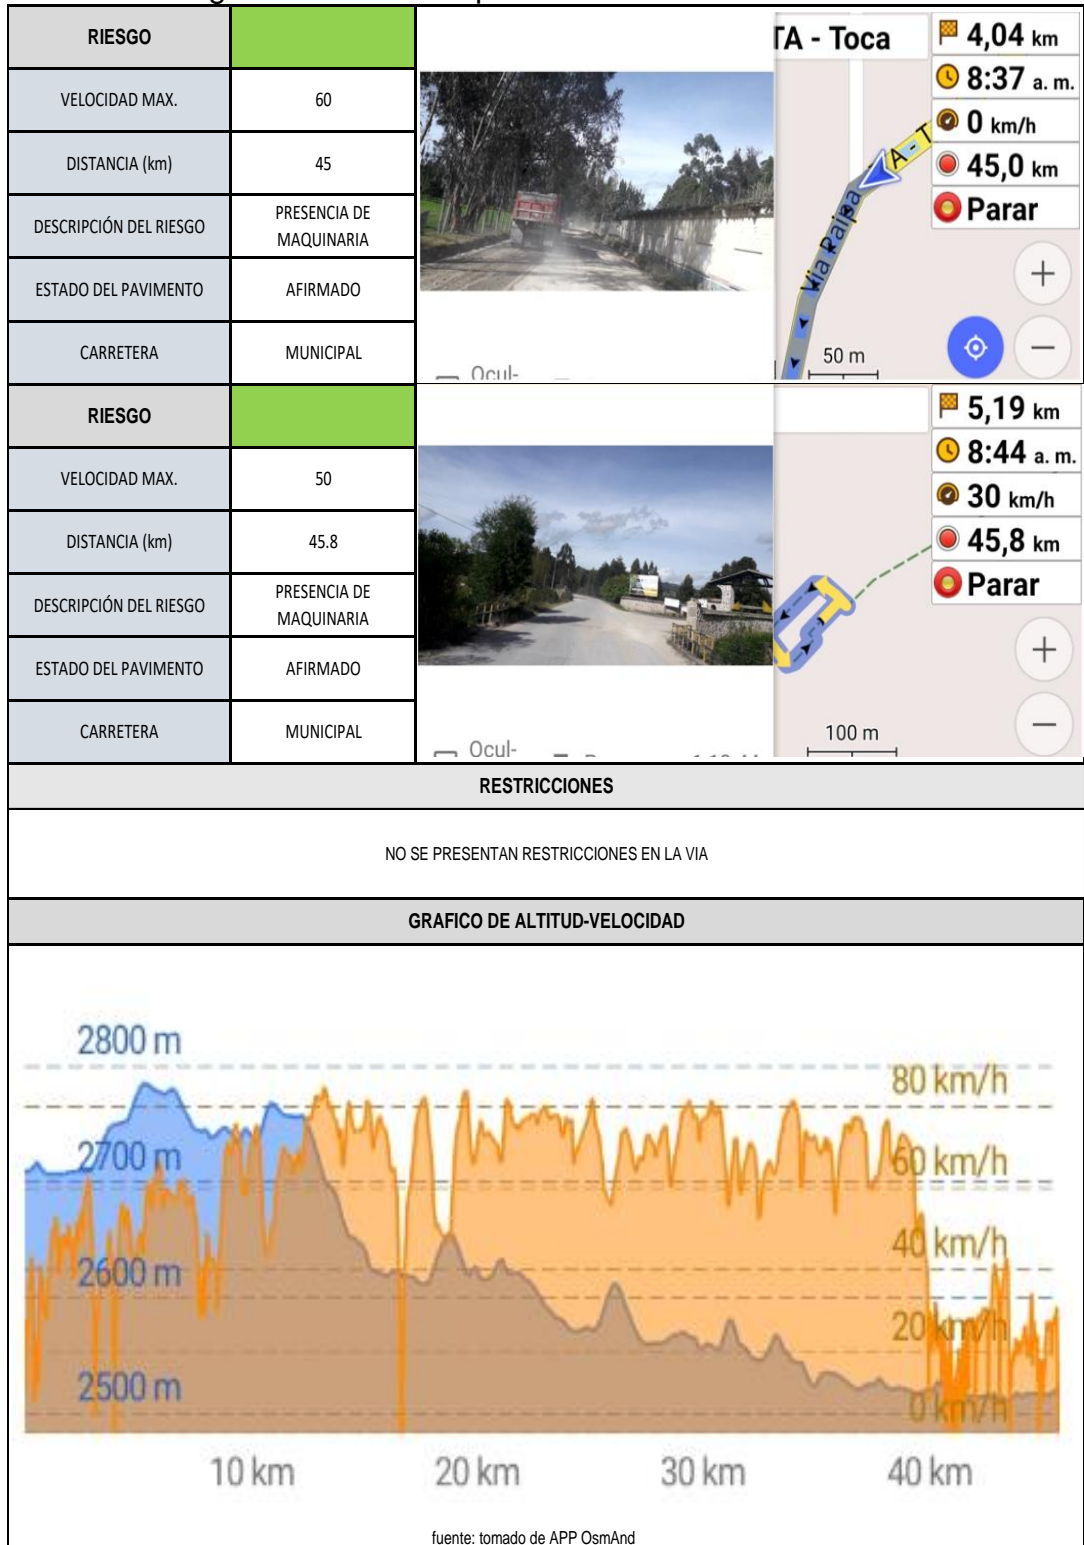 RIESGO
VELOCIDAD MAX.
60
DISTANCIA (km)
45
DESCRIPCIÓN DEL RIESGO
PRESENCIA DE
MAQUINARIA
ESTADO DEL PAVIMENTO
AFIRMADO
CARRETERA
MUNICIPAL
Ocul-
TA - Toca
A - T
Via Paipa
50 m
4,04 km
8:37 a. m.
0 km/h
45,0 km
Parar
+
−
RIESGO
VELOCIDAD MAX.
50
DISTANCIA (km)
45.8
DESCRIPCIÓN DEL RIESGO
PRESENCIA DE
MAQUINARIA
ESTADO DEL PAVIMENTO
AFIRMADO
CARRETERA
MUNICIPAL
Ocul-
100 m
5,19 km
8:44 a. m.
30 km/h
45,8 km
Parar
+
−
RESTRICCIONES
NO SE PRESENTAN RESTRICCIONES EN LA VIA
GRAFICO DE ALTITUD-VELOCIDAD
2800 m
80 km/h
2700 m
60 km/h
40 km/h
2600 m
20 km/h
2500 m
0 km/h
10 km
20 km
30 km
40 km
fuente: tomado de APP OsmAnd